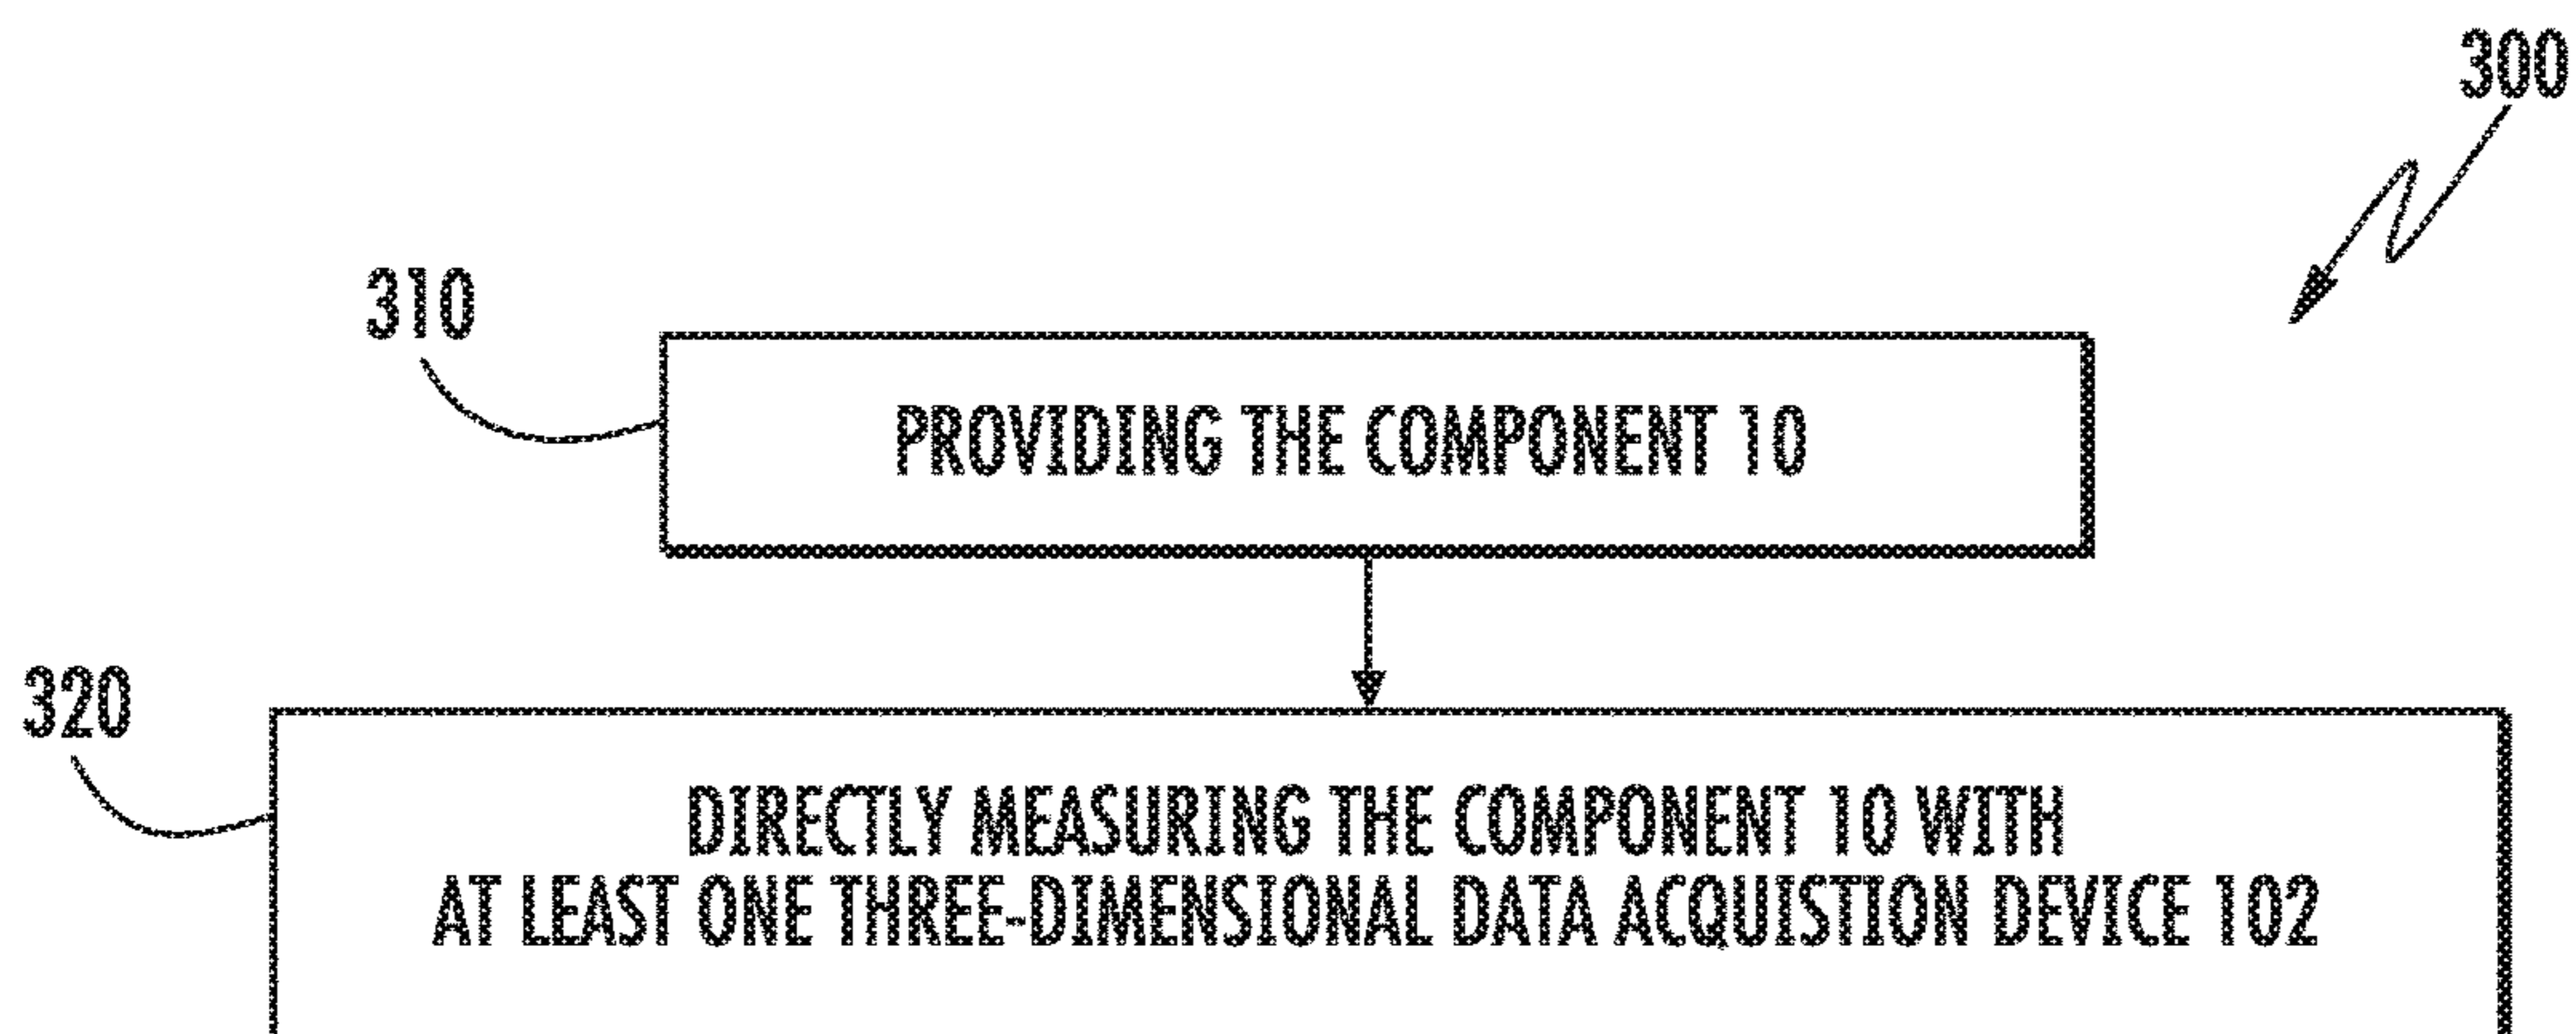 300
310
PROVIDING THE COMPONENT 10
320
DIRECTLY MEASURING THE COMPONENT 10 WITH
AT LEAST ONE THREE-DIMENSIONAL DATA ACQUISTION DEVICE 102